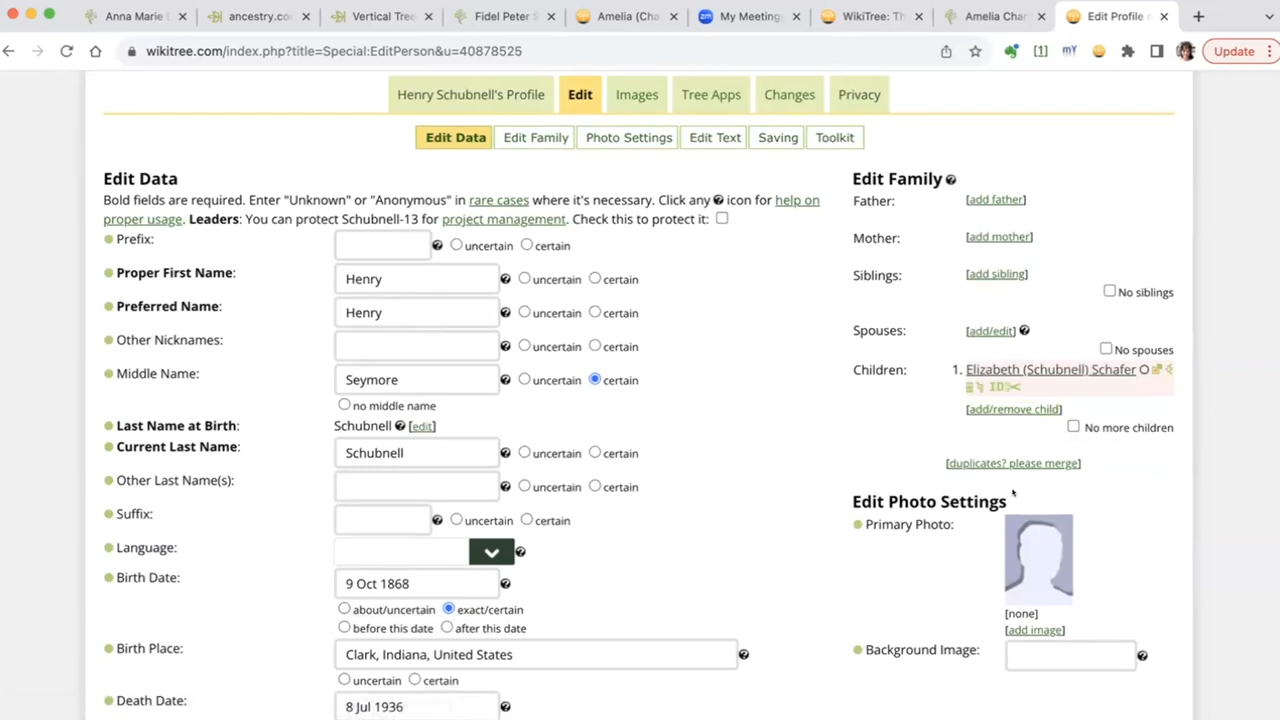 Anna Marie E
ancestry.co
Vertical Tree
Fidel Peter S
Amelia (Cha
My Meeting
WikiTree: Th
Amelia Char
Edit Profile o
wikitree.com/index.php?title=Special:EditPerson&u=40878525
[1]
mY
Update
Henry Schubnell's Profile
Edit
Images
Tree Apps
Changes
Privacy
Edit Data
Edit Family
Photo Settings
Edit Text
Saving
Toolkit
Edit Data
Bold fields are required. Enter "Unknown" or "Anonymous" in rare cases where it's necessary. Click any ? icon for help on
proper usage. Leaders: You can protect Schubnell-13 for project management. Check this to protect it:
Prefix:
uncertain certain
Proper First Name:
Henry
uncertain certain
Preferred Name:
Henry
uncertain certain
Other Nicknames:
uncertain certain
Middle Name:
Seymore
uncertain certain
no middle name
Last Name at Birth:
Schubnell ? [edit]
Current Last Name:
Schubnell
uncertain certain
Other Last Name(s):
uncertain certain
Suffix:
uncertain certain
Language:
Birth Date:
9 Oct 1868
about/uncertain exact/certain
before this date after this date
Birth Place:
Clark, Indiana, United States
uncertain certain
Death Date:
8 Jul 1936
Edit Family ?
Father:
[add father]
Mother:
[add mother]
Siblings:
[add sibling]
No siblings
Spouses:
[add/edit] ?
No spouses
Children:
1. Elizabeth (Schubnell) Schafer
ID
[add/remove child]
No more children
[duplicates? please merge]
Edit Photo Settings
Primary Photo:
[none]
[add image]
Background Image: